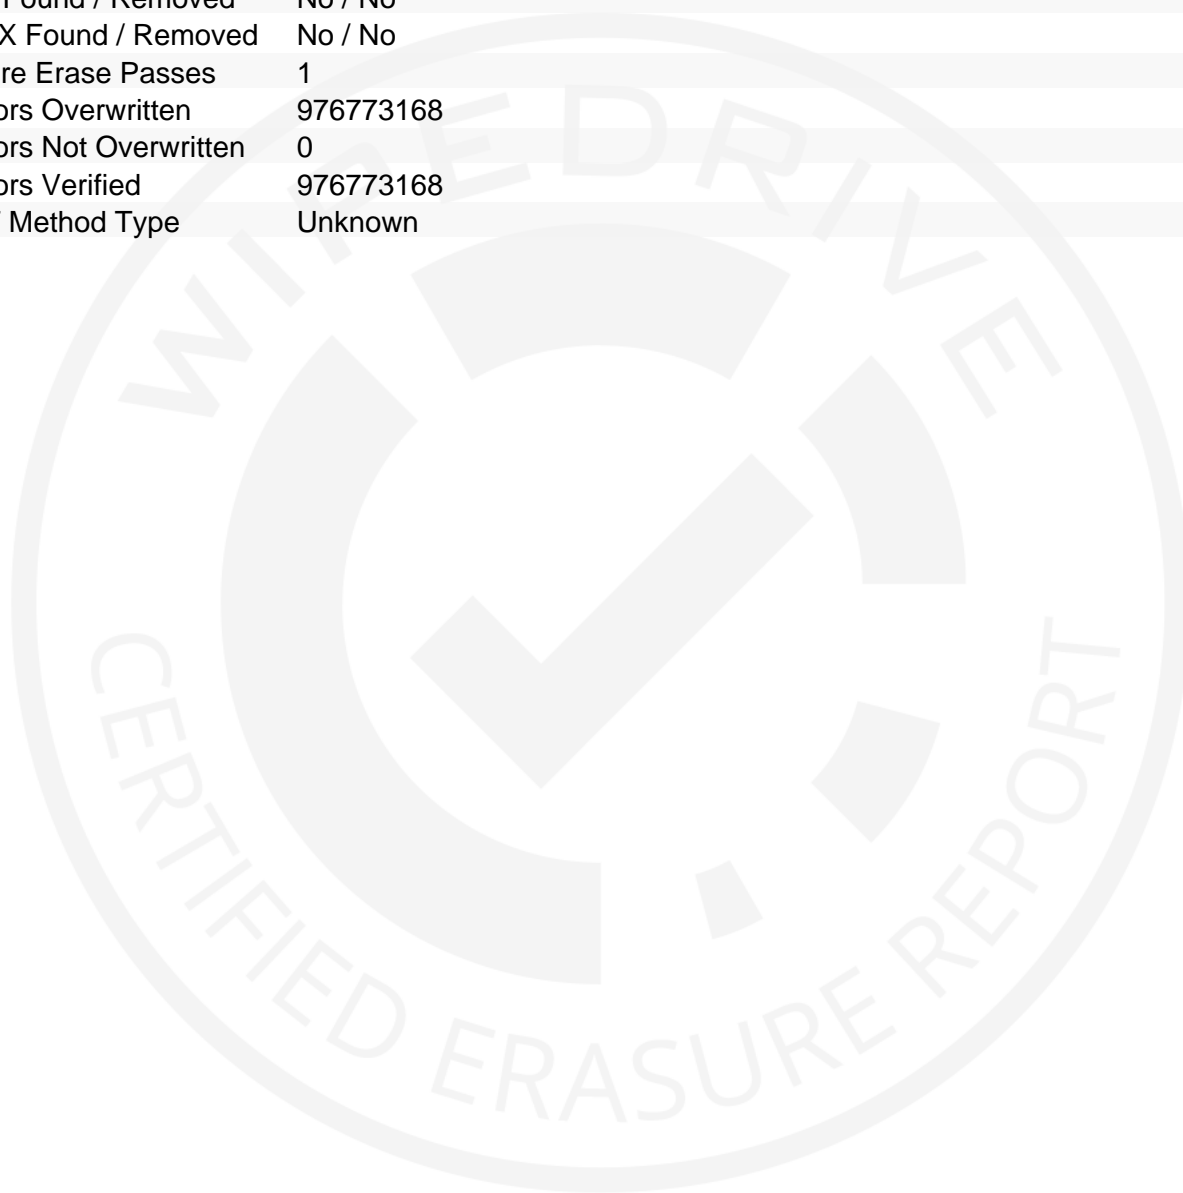 Found / Removed No / No
X Found / Removed No / No
re Erase Passes 1
ors Overwritten 976773168
ors Not Overwritten 0
ors Verified 976773168
Method Type Unknown
WIPEDRIVE
CERTIFIED ERASURE REPORT